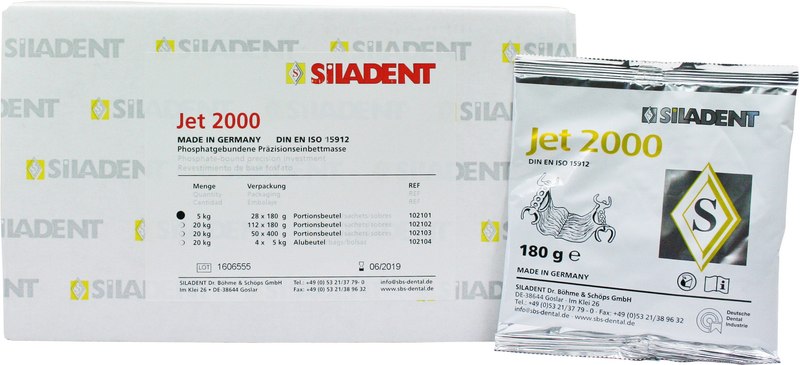 SILADENT
SILADENT
Jet 2000
MADE IN GERMANY DIN EN ISO 15912
Phosphatgebundene Präzisionseinbettmasse
Phosphate-bound precision investment
Revestimiento de base fosfato
Menge Verpackung REF
Quantity Packaging REF
Cantidad Embalaje REF
5 kg 28 x 180 g Portionsbeutel/sachets/sobres 102101
20 kg 112 x 180 g Portionsbeutel/sachets/sobres 102102
20 kg 50 x 400 g Portionsbeutel/sachets/sobres 102103
20 kg 4 x 5 kg Alubeutel/bags/bolsas 102104
LOT 1606555 06/2019
SILADENT Dr. Böhme & Schöps GmbH Tel.: +49 (0) 53 21/37 79- 0 info@sbs-dental.de
Im Klei 26 • DE-38644 Goslar Fax: +49 (0) 53 21/38 96 32 www.sbs-dental.de
SILADENT
Jet 2000
DIN EN ISO 15912
S
180 g e
MADE IN GERMANY
SILADENT Dr. Böhme & Schöps GmbH
DE-38644 Goslar · Im Klei 26
Tel.: +49 (0)53 21/37 79 - 0 · Fax: +49 (0)53 21/38 96 32
info@sbs-dental.de · www.sbs-dental.de
Deutsche
Dental
Industrie